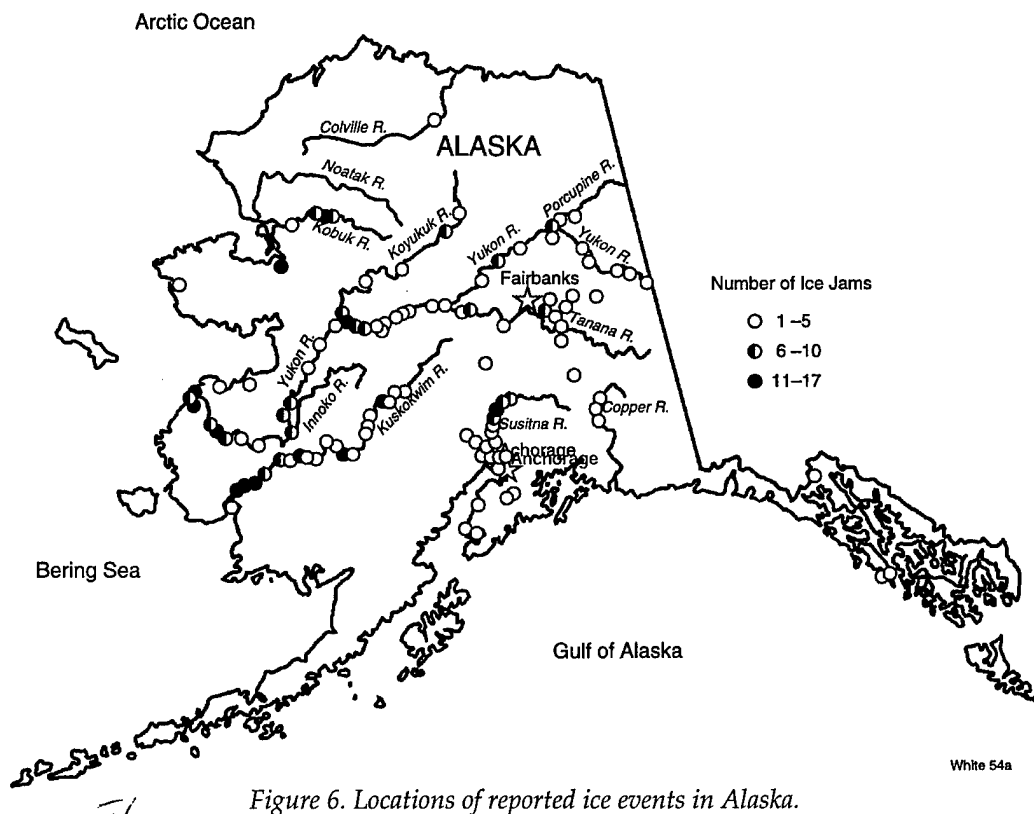 Arctic Ocean
Colville R.
ALASKA
Noatak R.
Porcupine R.
Kobuk R.
Koyukuk R.
Yukon R.
Yukon R.
Fairbanks
Number of Ice Jams
1–5
6–10
11–17
Tanana R.
Yukon R.
Innoko R.
Kuskokwim R.
Copper R.
Susitna R.
Achorage
Anchorage
Bering Sea
Gulf of Alaska
White 54a
Figure 6. Locations of reported ice events in Alaska.